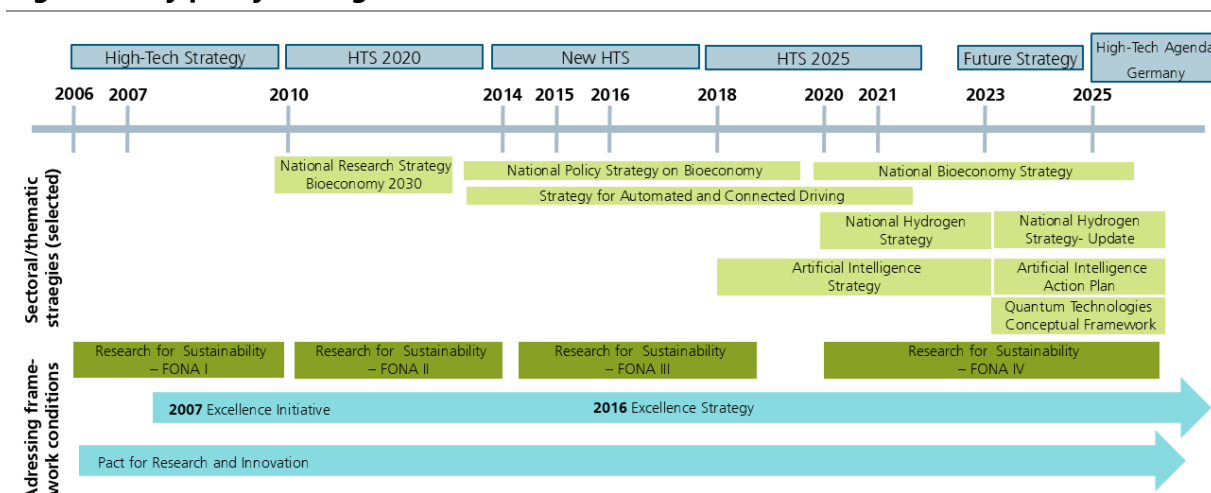 High-Tech Strategy
HTS 2020
New HTS
HTS 2025
Future Strategy
High-Tech Agenda
Germany
2006
2007
2010
2014
2015
2016
2018
2020
2021
2023
2025
Sectoral/thematic
straegies (selected)
National Research Strategy
Bioeconomy 2030
National Policy Strategy on Bioeconomy
National Bioeconomy Strategy
Strategy for Automated and Connected Driving
National Hydrogen
Strategy
National Hydrogen
Strategy- Update
Artificial Intelligence
Strategy
Artificial Intelligence
Action Plan
Quantum Technologies
Conceptual Framework
Adressing frame-
work conditions
Research for Sustainability
– FONA I
Research for Sustainability
– FONA II
Research for Sustainability
– FONA III
Research for Sustainability
– FONA IV
2007 Excellence Initiative
2016 Excellence Strategy
Pact for Research and Innovation